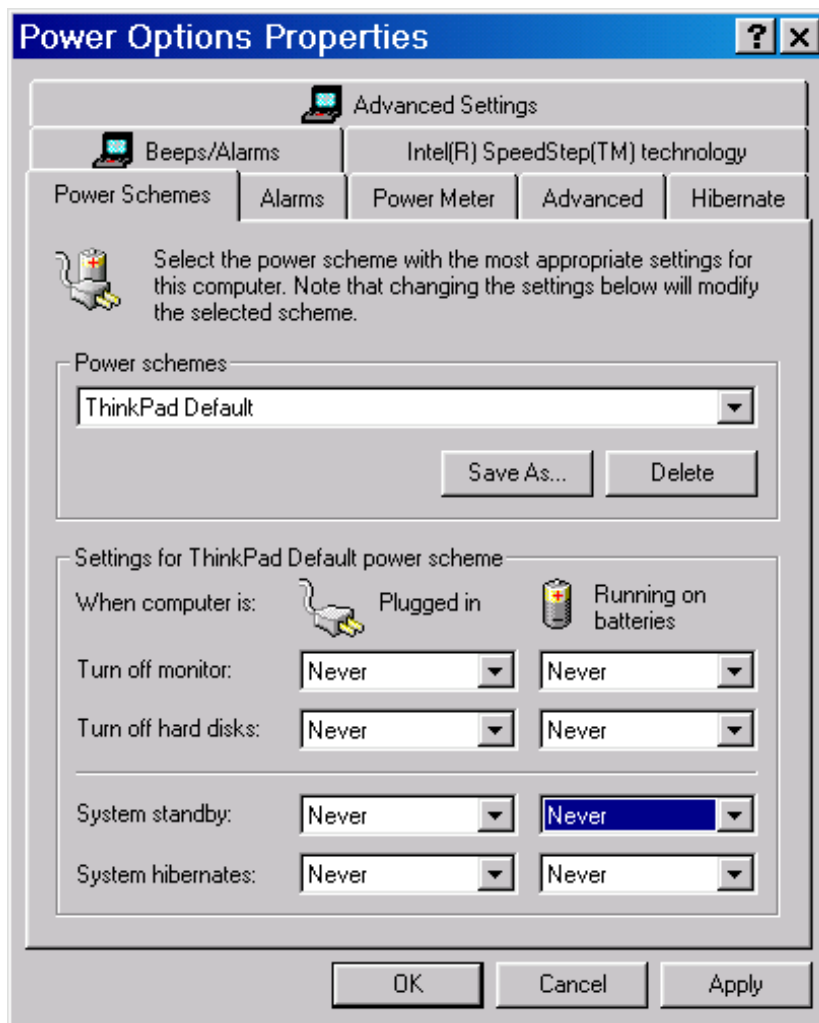 Power Options Properties
Advanced Settings
Beeps/Alarms Intel(R) SpeedStep(TM) technology
Power Schemes Alarms Power Meter Advanced Hibernate
Select the power scheme with the most appropriate settings for
this computer. Note that changing the settings below will modify
the selected scheme.
Power schemes
ThinkPad Default
Save As... Delete
Settings for ThinkPad Default power scheme
When computer is: Plugged in Running on
batteries
Turn off monitor: Never Never
Turn off hard disks: Never Never
System standby: Never Never
System hibernates: Never Never
OK Cancel Apply